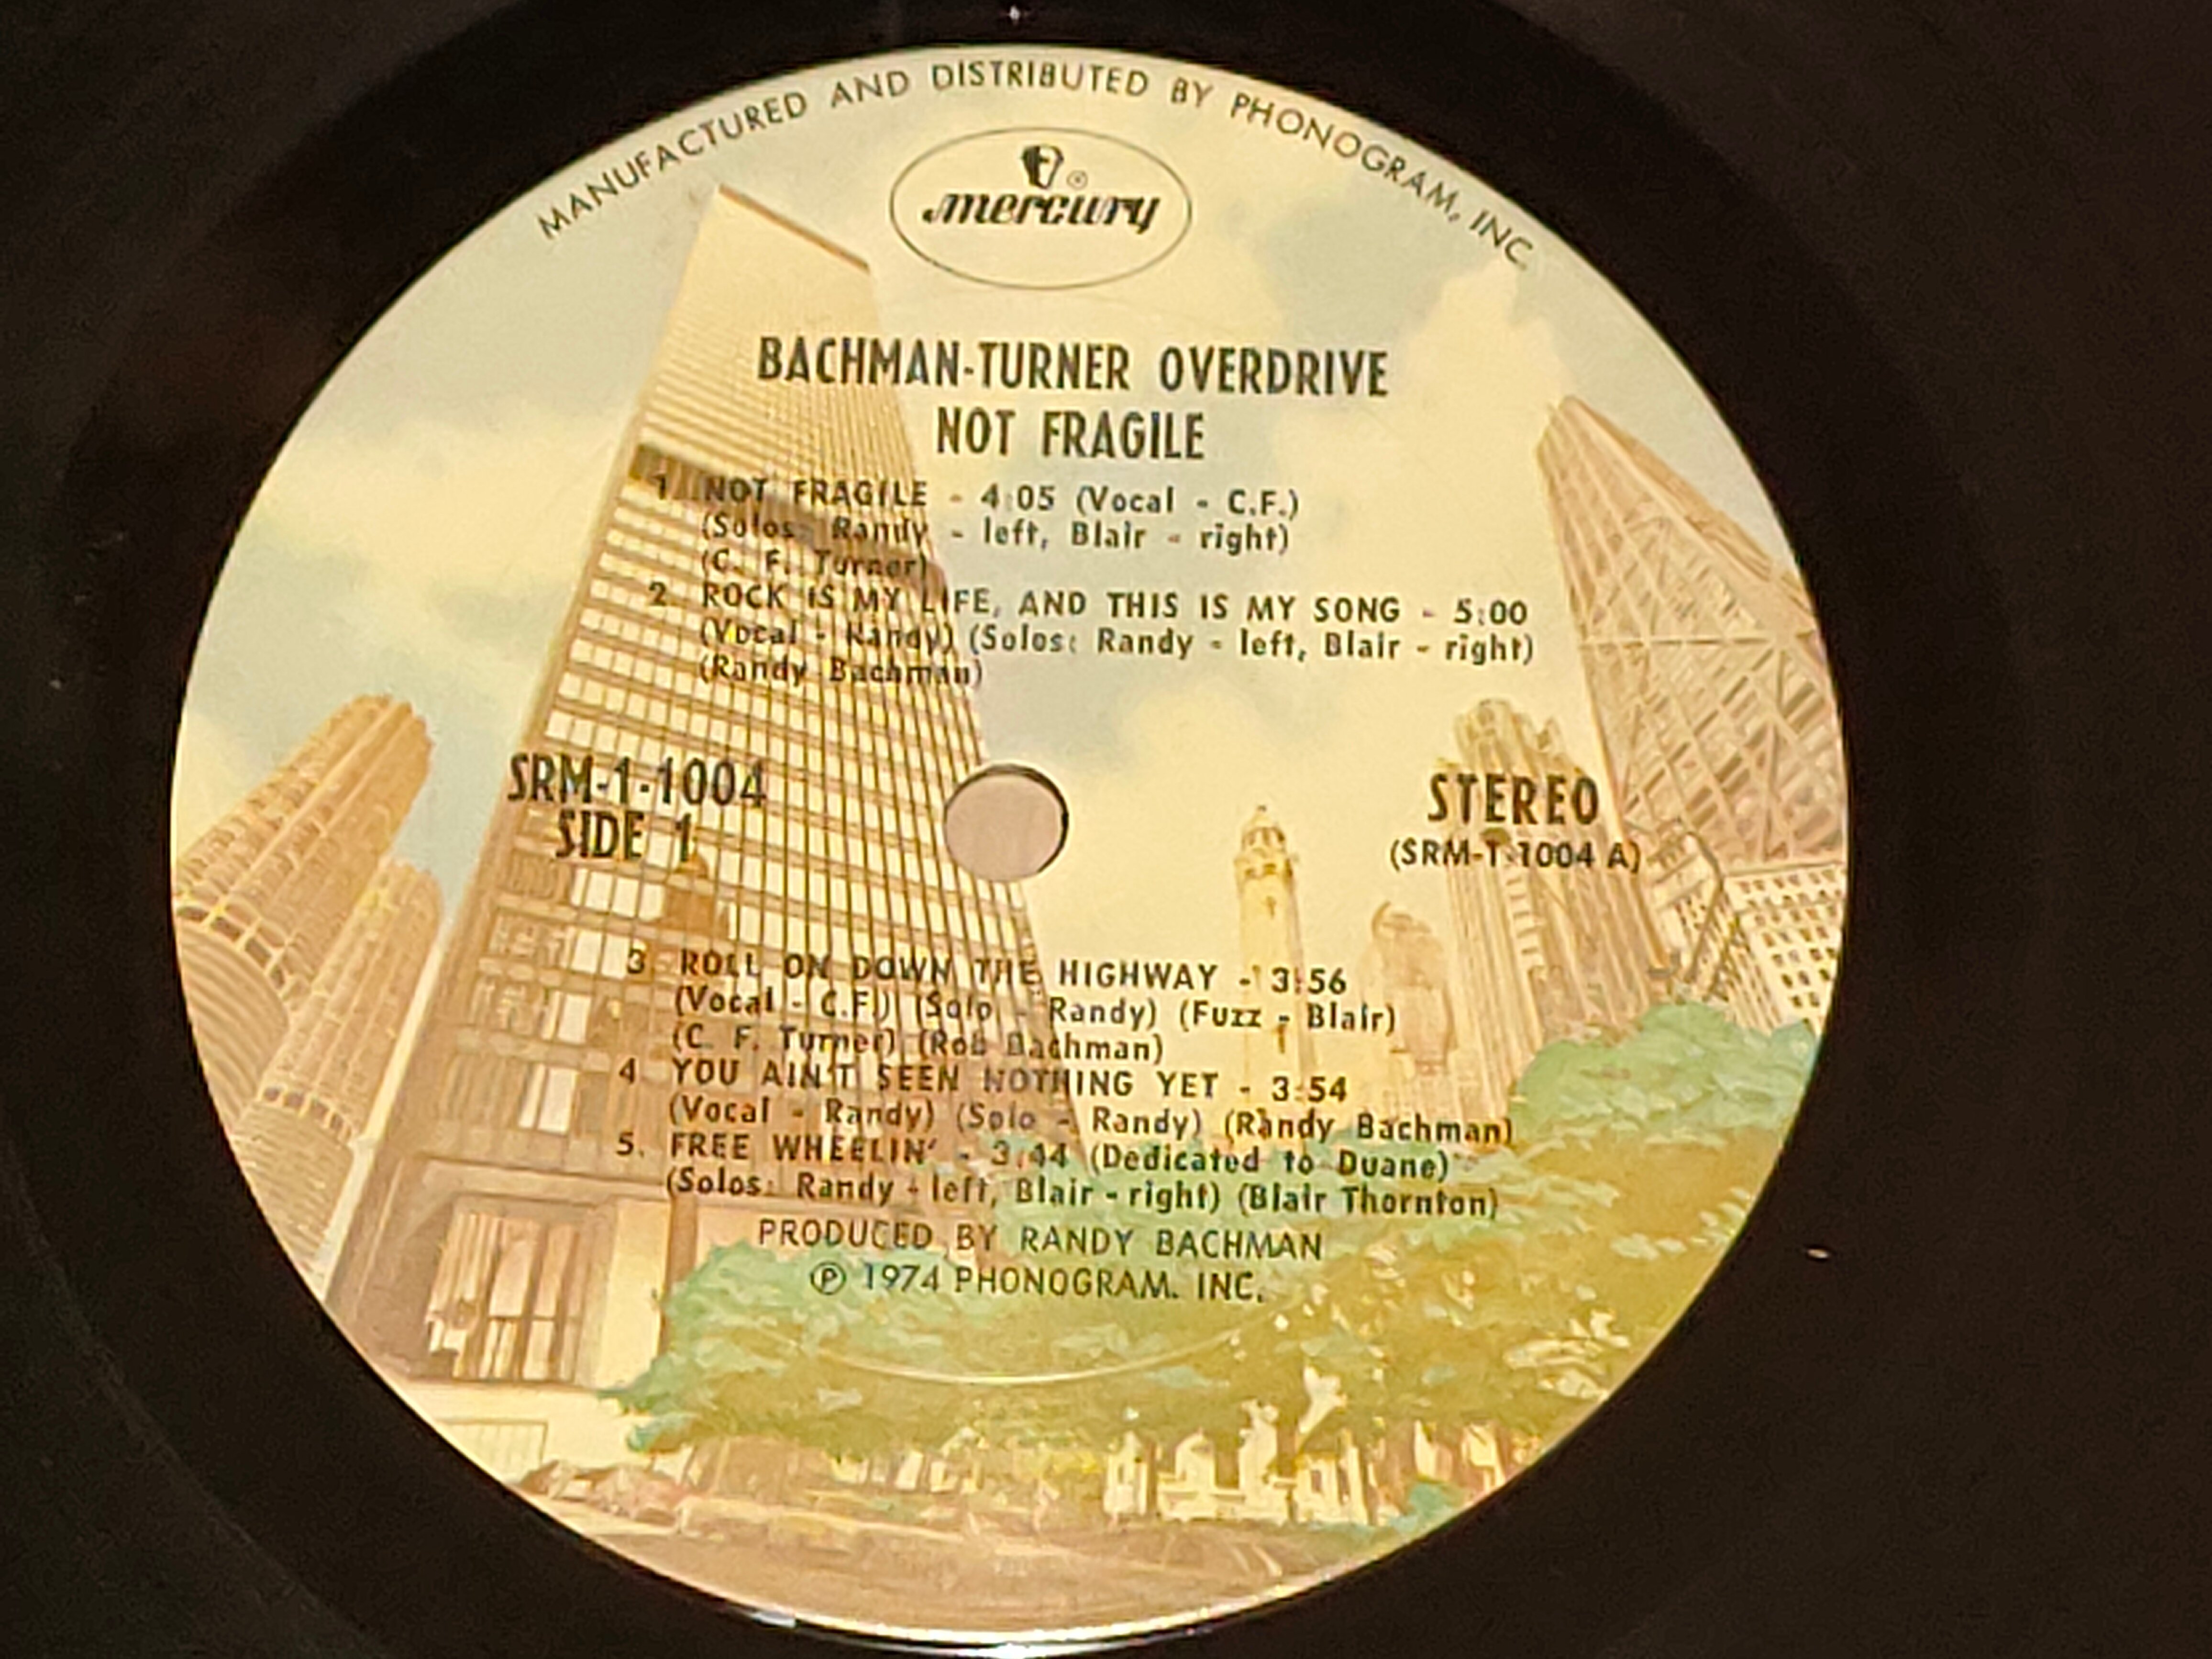 MANUFACTURED AND DISTRIBUTED BY PHONOGRAM, INC.
mercury ®
BACHMAN-TURNER OVERDRIVE
NOT FRAGILE
1. NOT FRAGILE - 4:05 (Vocal - C.F.)
(Solos: Randy - left, Blair - right)
(C. F. Turner)
2. ROCK IS MY LIFE, AND THIS IS MY SONG - 5:00
(Vocal - Randy) (Solos: Randy - left, Blair - right)
(Randy Bachman)
SRM-1-1004
SIDE 1
STEREO
(SRM-1-1004 A)
3. ROLL ON DOWN THE HIGHWAY - 3:56
(Vocal - C.F.) (Solo - Randy) (Fuzz - Blair)
(C. F. Turner) (Rob Bachman)
4. YOU AIN'T SEEN NOTHING YET - 3:54
(Vocal - Randy) (Solo - Randy) (Randy Bachman)
5. FREE WHEELIN' - 3:44 (Dedicated to Duane)
(Solos: Randy - left, Blair - right) (Blair Thornton)
PRODUCED BY RANDY BACHMAN
℗ 1974 PHONOGRAM. INC.